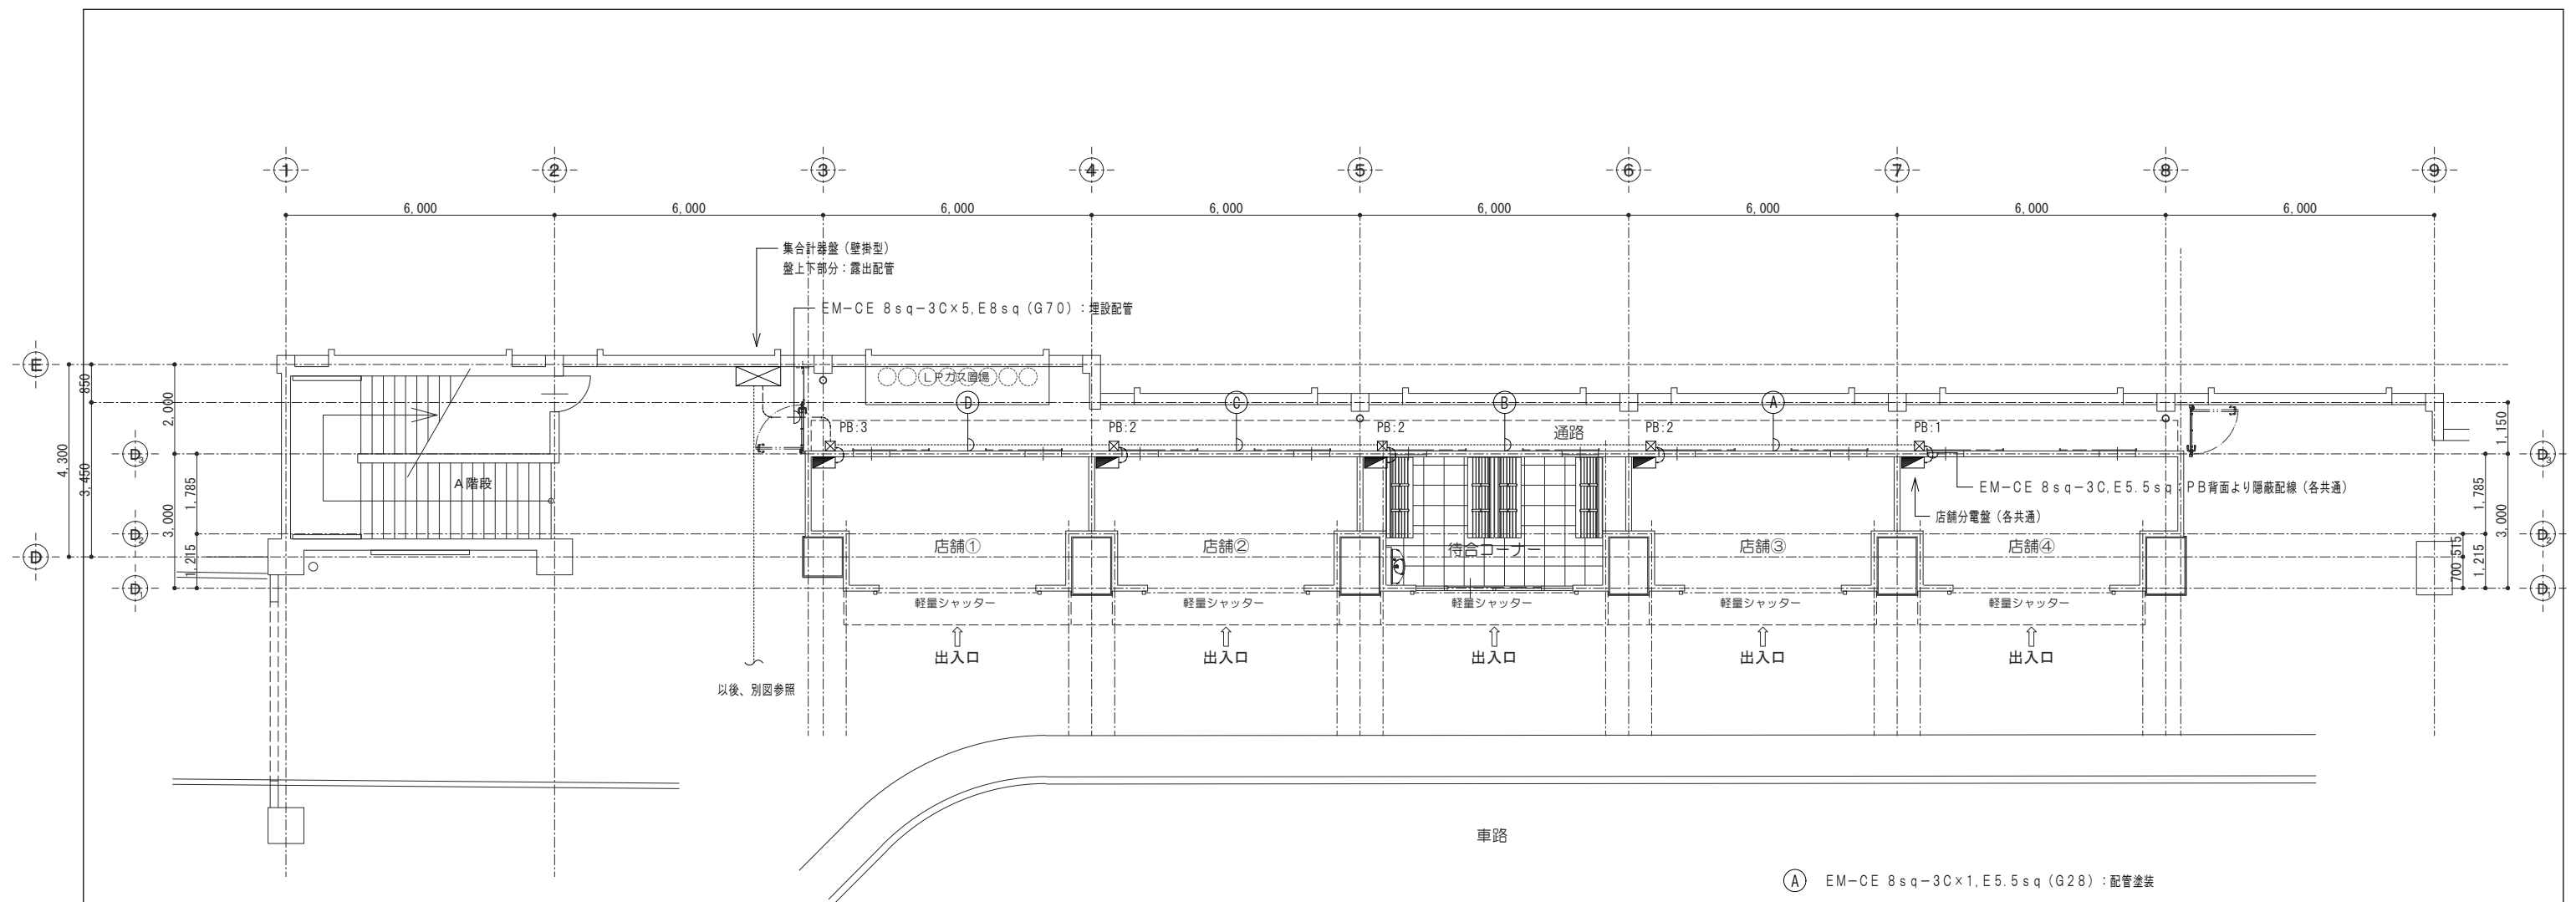 1 2 3 4 5 6 7 8 9
6,000 6,000 6,000 6,000 6,000 6,000 6,000 6,000
集合計器盤(壁掛型)
盤上下部分:露出配管
EM-CE 8sq-3C×5,E8sq(G70):埋設配管
E
850
2,000
LPガス置場
D C B A
PB:3 PB:2 PB:2 PB:2 PB:1
通路
1,150
4,300
3,450
D3
D3
A階段
1,785
3,000
EM-CE 8sq-3C,E5.5sq:PB背面より隠蔽配線(各共通)
店舗分電盤(各共通)
1,785
3,000
D2
D2
店舗① 店舗② 待合コーナー 店舗③ 店舗④
D
1,215
515
700
1,215
D1
D1
軽量シャッター 軽量シャッター 軽量シャッター 軽量シャッター 軽量シャッター
出入口 出入口 出入口 出入口 出入口
以後、別図参照
車路
A EM-CE 8sq-3C×1,E5.5sq(G28):配管塗装